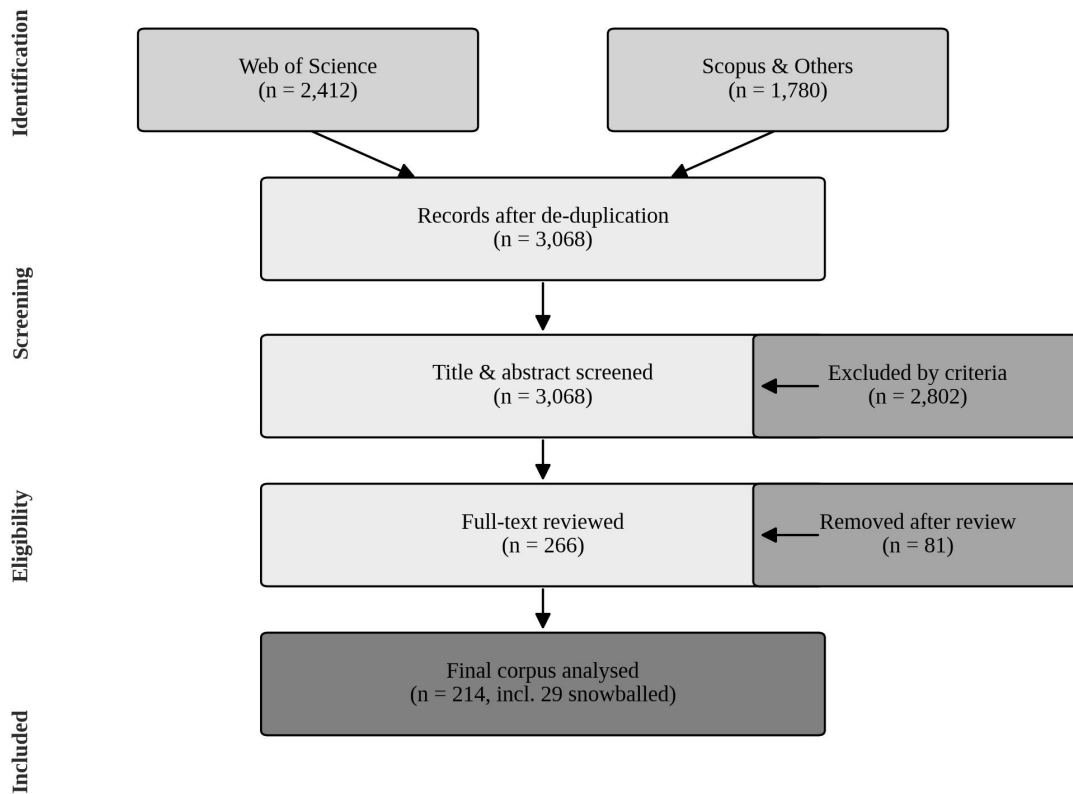 Identification
Web of Science
(n = 2,412)
Scopus & Others
(n = 1,780)
Records after de-duplication
(n = 3,068)
Screening
Title & abstract screened
(n = 3,068)
Excluded by criteria
(n = 2,802)
Eligibility
Full-text reviewed
(n = 266)
Removed after review
(n = 81)
Final corpus analysed
(n = 214, incl. 29 snowballed)
Included